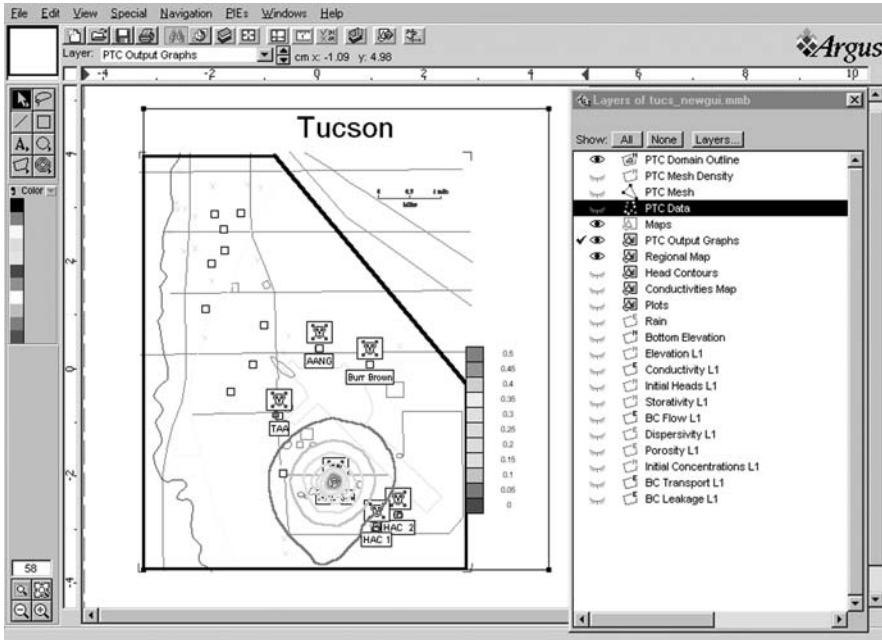 File Edit View Special Navigation PIEs Windows Help
Layer: PTC Output Graphs
cm x: -1.09 y: 4.98
Argus
-4 -2 0 2 4 6 8 10
Layers of tucs_newgui.mmb
Show: All None Layers...
PTC Domain Outline
PTC Mesh Density
PTC Mesh
PTC Data
Maps
PTC Output Graphs
Regional Map
Head Contours
Conductivities Map
Plots
Rain
Bottom Elevation
Elevation L1
Conductivity L1
Initial Heads L1
Storativity L1
BC Flow L1
Dispersivity L1
Porosity L1
Initial Concentrations L1
BC Transport L1
BC Leakage L1
Color
58
4
2
0
-2
-4
Tucson
AANG
Burr Brown
TAA
HAC 2
HAC 1
0.5
0.45
0.4
0.35
0.3
0.25
0.2
0.15
0.1
0.05
0